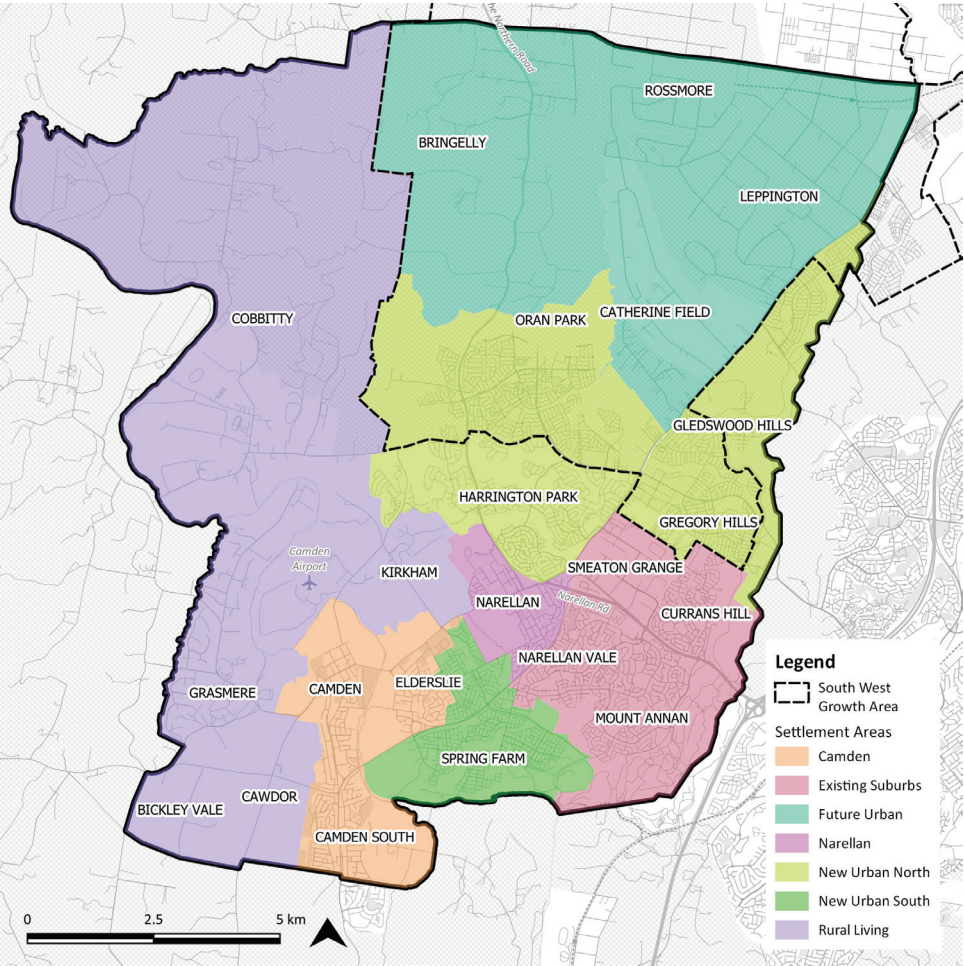 he Northern Road
ROSSMORE
BRINGELLY
LEPPINGTON
COBBITTY
ORAN PARK
CATHERINE FIELD
GLEDSWOOD HILLS
HARRINGTON PARK
GREGORY HILLS
Camden
Airport
KIRKHAM
SMEATON GRANGE
NARELLAN
Narellan Rd
CURRANS HILL
NARELLAN VALE
GRASMERE
CAMDEN
ELDERSLIE
MOUNT ANNAN
SPRING FARM
BICKLEY VALE
CAWDOR
CAMDEN SOUTH
Legend
South West
Growth Area
Settlement Areas
Camden
Existing Suburbs
Future Urban
Narellan
New Urban North
New Urban South
Rural Living
0 2.5 5 km